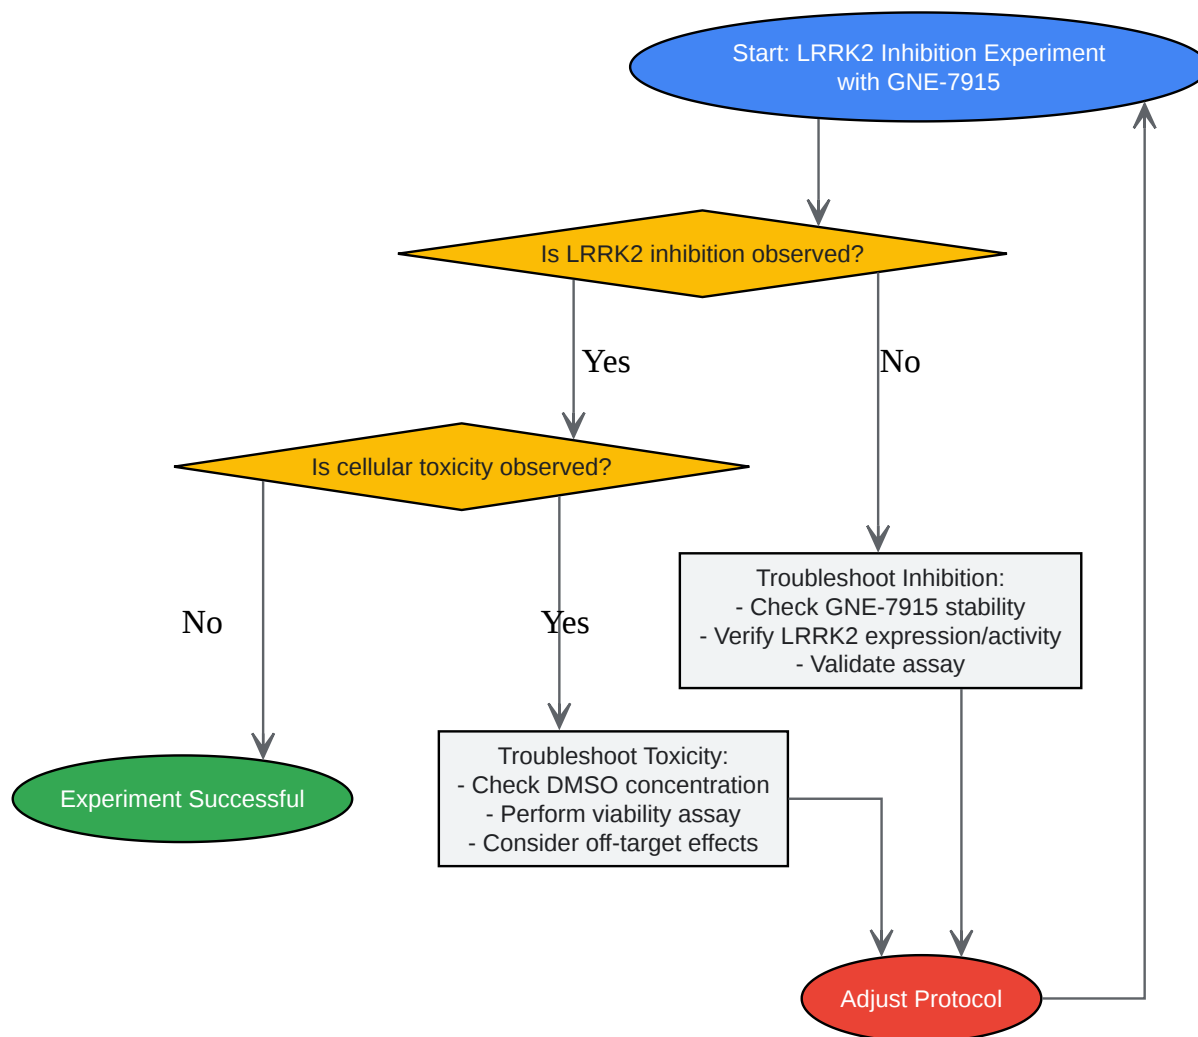 Start: LRRK2 Inhibition Experiment
with GNE-7915
Is LRRK2 inhibition observed?
Yes
No
Is cellular toxicity observed?
Troubleshoot Inhibition:
- Check GNE-7915 stability
- Verify LRRK2 expression/activity
- Validate assay
No
Yes
Troubleshoot Toxicity:
- Check DMSO concentration
- Perform viability assay
- Consider off-target effects
Experiment Successful
Adjust Protocol